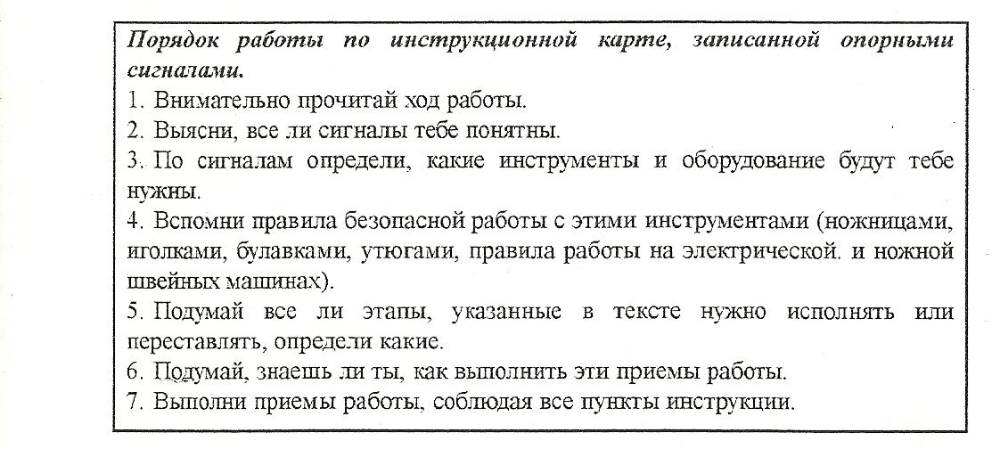 Порядок работы по инструкционной карте, записанной опорными
сигналами.
1. Внимательно прочитай ход работы.
2. Выясни, все ли сигналы тебе понятны.
3. По сигналам определи, какие инструменты и оборудование будут тебе
нужны.
4. Вспомни правила безопасной работы с этими инструментами (ножницами,
иголками, булавками, утюгами, правила работы на электрической. и ножной
швейных машинах).
5. Подумай все ли этапы, указанные в тексте нужно исполнять или
переставлять, определи какие.
6. Подумай, знаешь ли ты, как выполнить эти приемы работы.
7. Выполни приемы работы, соблюдая все пункты инструкции.